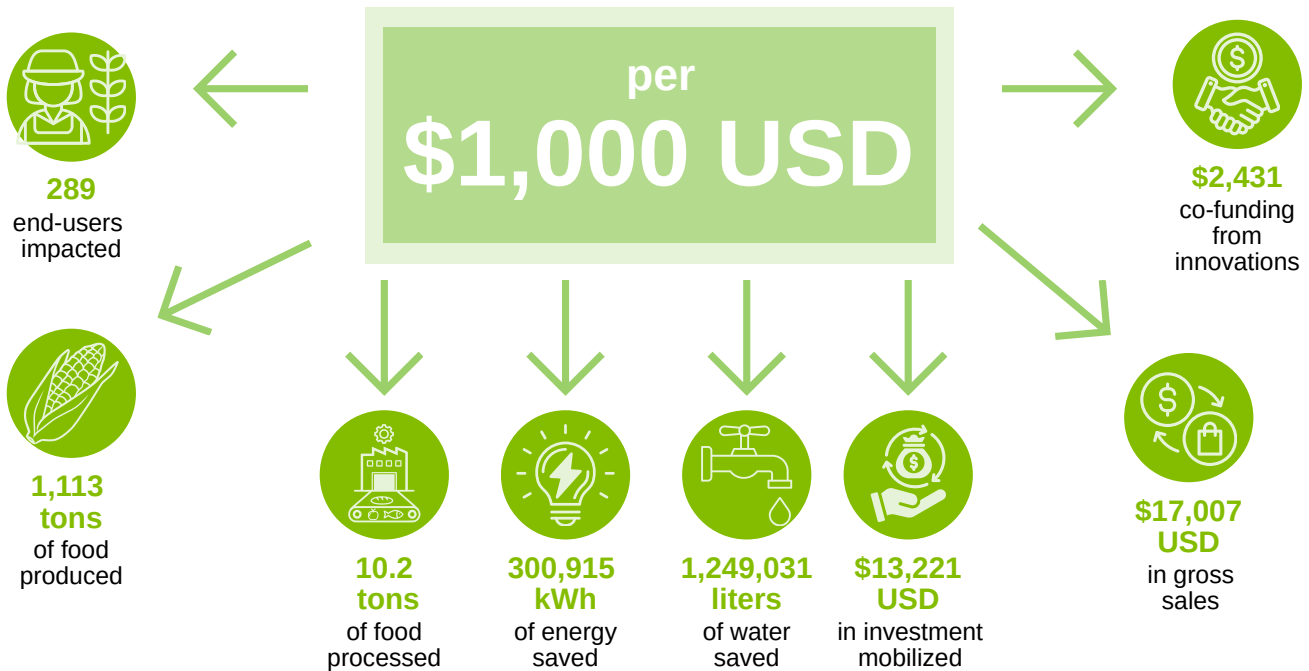 per
$1,000 USD
289
end-users
impacted
$2,431
co-funding
from
innovations
1,113
tons
of food
produced
10.2
tons
of food
processed
300,915
kWh
of energy
saved
1,249,031
liters
of water
saved
$13,221
USD
in investment
mobilized
$17,007
USD
in gross
sales